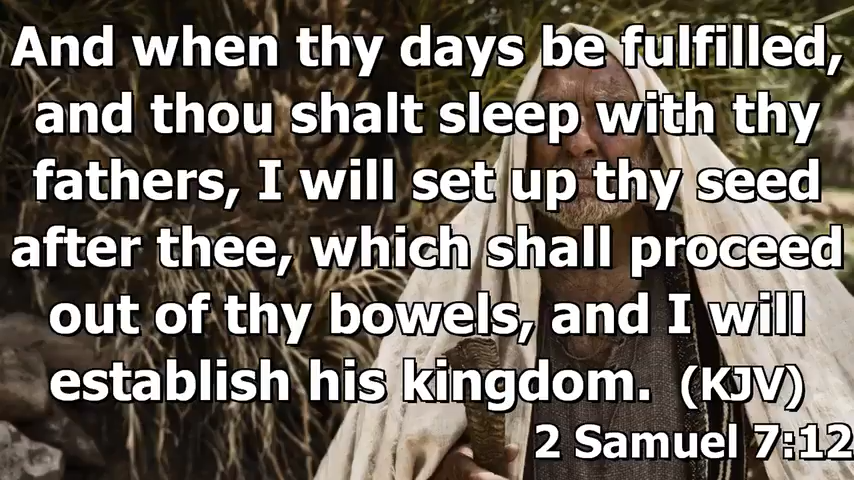 And when thy days be fulfilled,
and thou shalt sleep with thy
fathers, I will set up thy seed
after thee, which shall proceed
out of thy bowels, and I will
establish his kingdom. (KJV)
2 Samuel 7:12